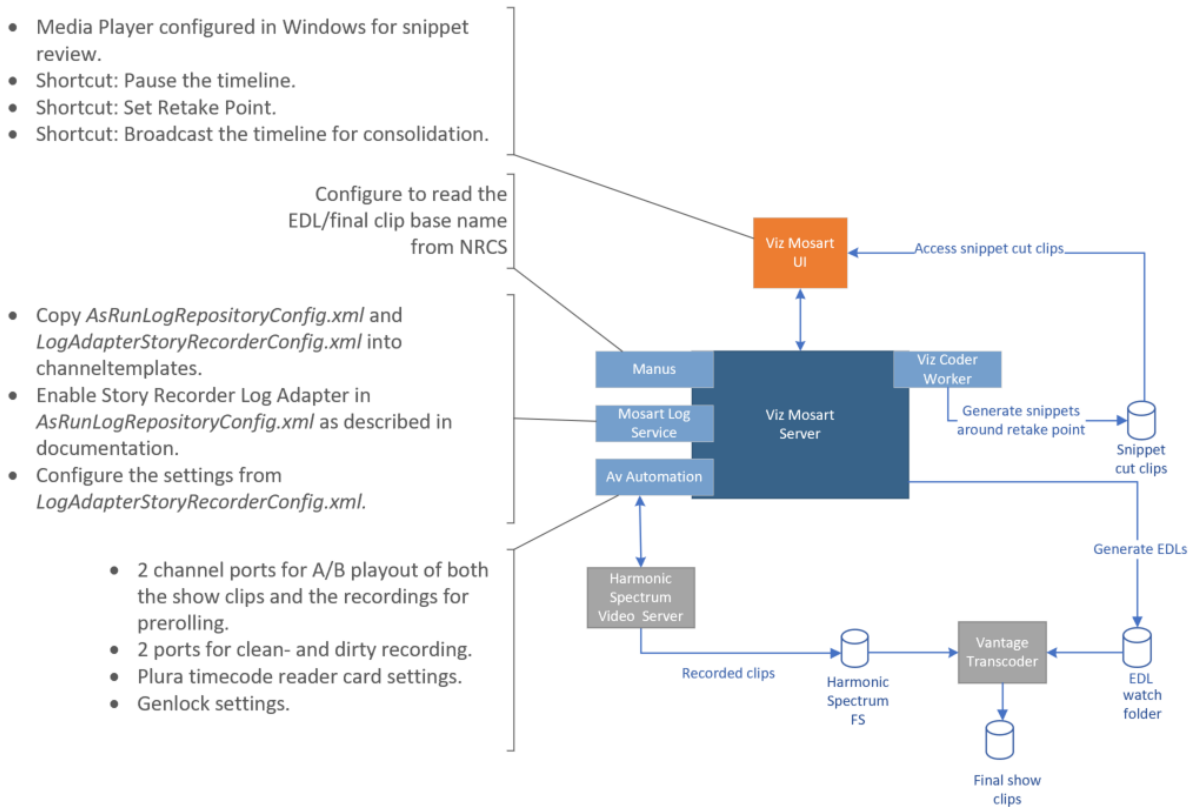 • Media Player configured in Windows for snippet
review.
• Shortcut: Pause the timeline.
• Shortcut: Set Retake Point.
• Shortcut: Broadcast the timeline for consolidation.
Configure to read the
EDL/final clip base name
from NRCS
• Copy AsRunLogRepositoryConfig.xml and
LogAdapterStoryRecorderConfig.xml into
channeltemplates.
• Enable Story Recorder Log Adapter in
AsRunLogRepositoryConfig.xml as described in
documentation.
• Configure the settings from
LogAdapterStoryRecorderConfig.xml.
• 2 channel ports for A/B playout of both
the show clips and the recordings for
prerolling.
• 2 ports for clean- and dirty recording.
• Plura timecode reader card settings.
• Genlock settings.
Viz Mosart
UI
Access snippet cut clips
Manus
Mosart Log
Service
Av Automation
Viz Mosart
Server
Viz Coder
Worker
Generate snippets
around retake point
Snippet
cut clips
Generate EDLs
Harmonic
Spectrum
Video Server
Recorded clips
Harmonic
Spectrum
FS
Vantage
Transcoder
EDL
watch
folder
Final show
clips